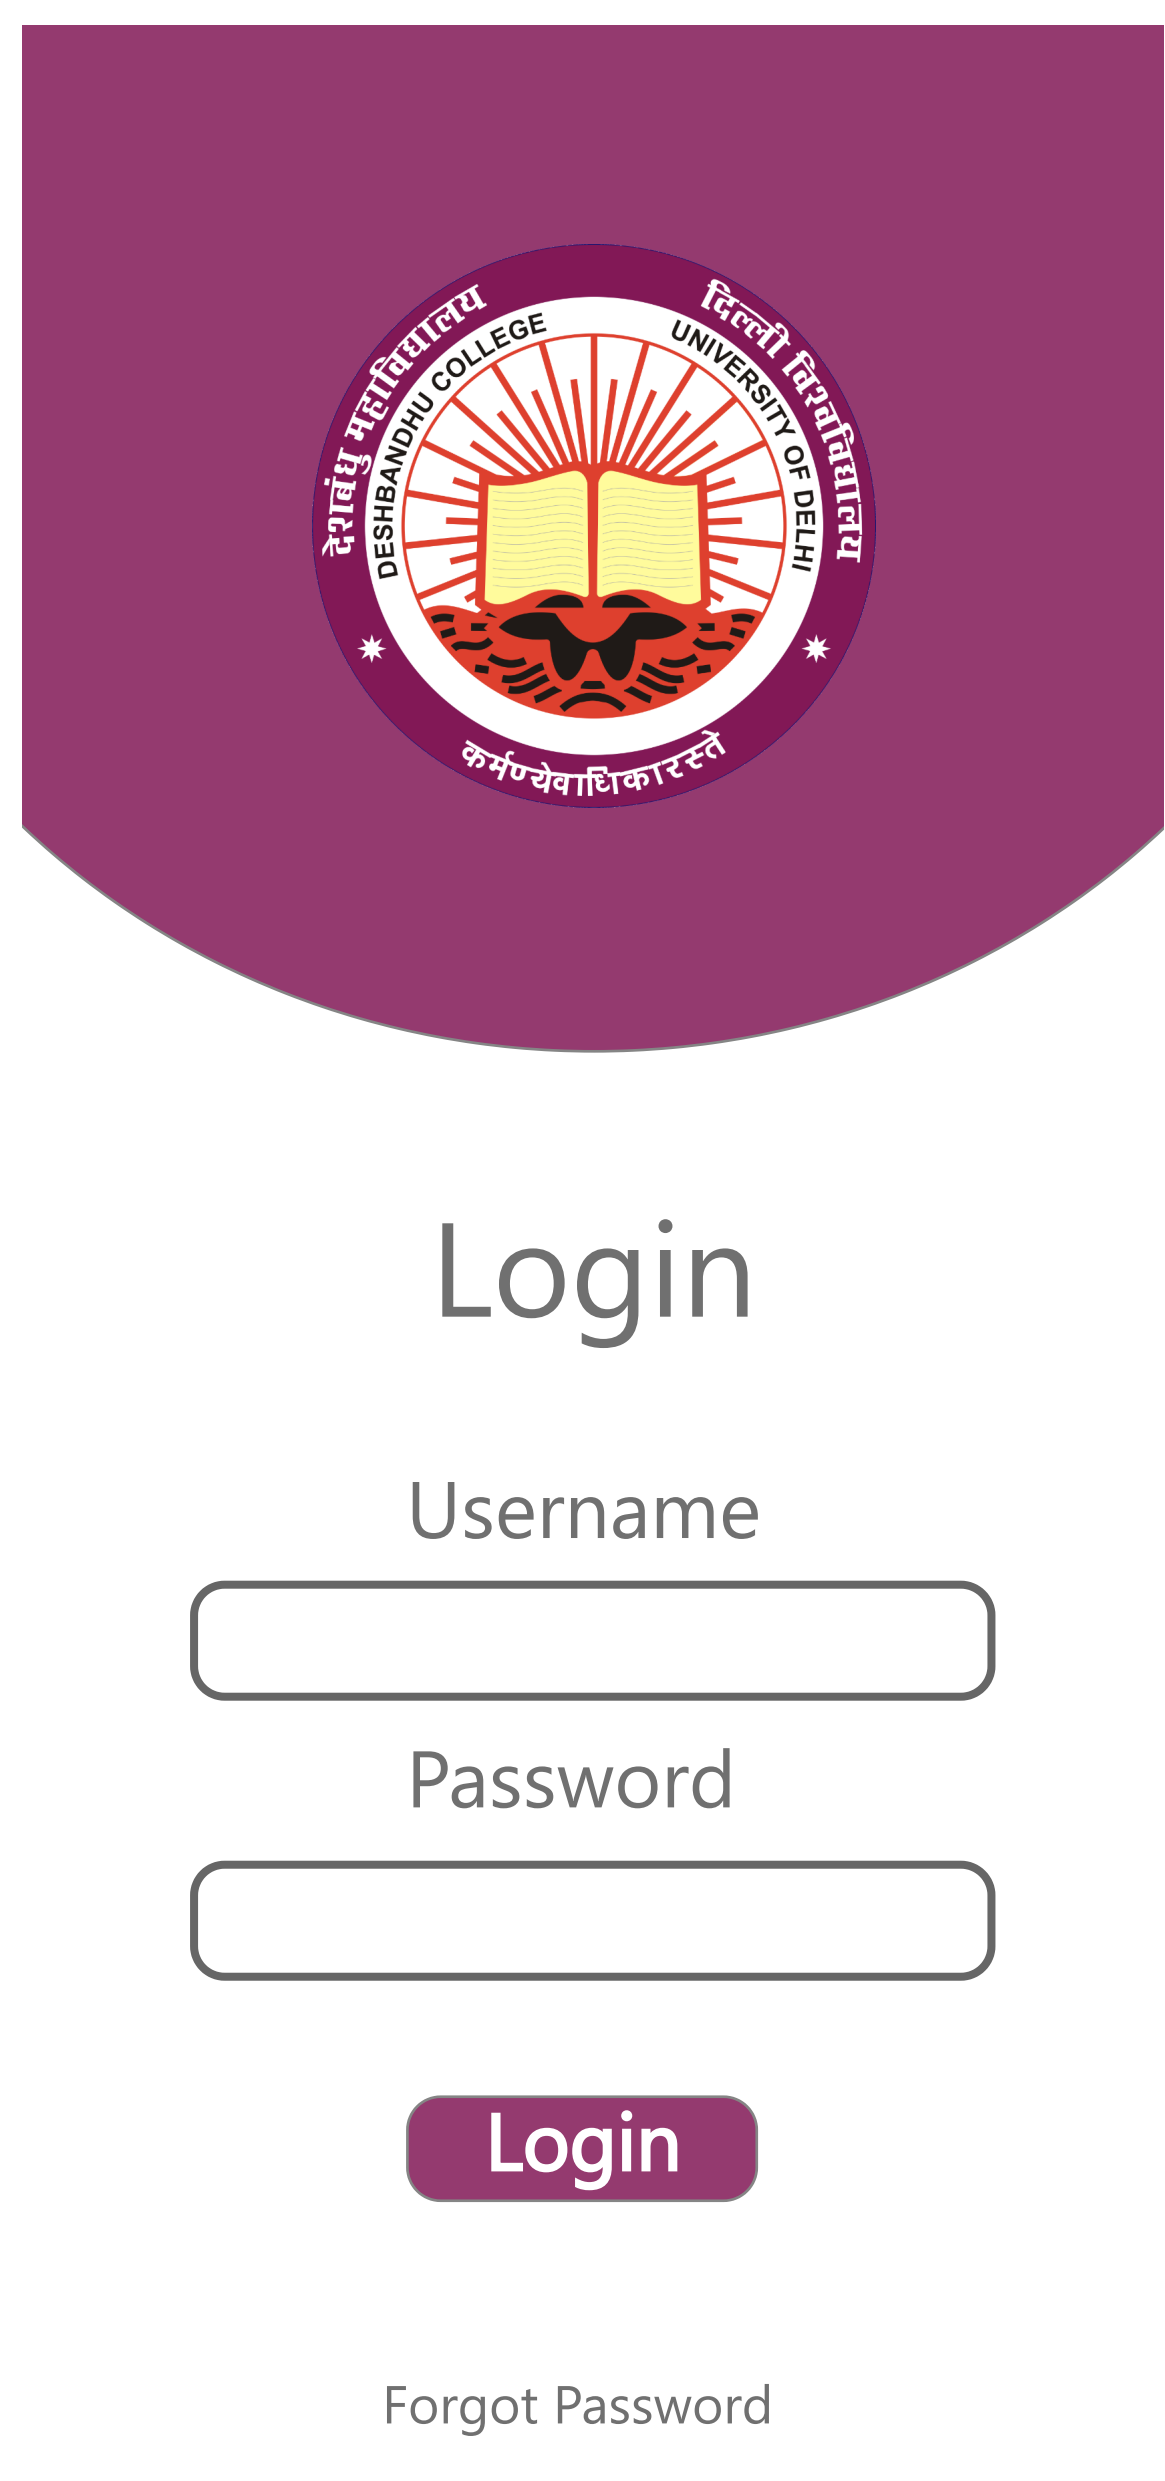 देशबंधु महाविद्यालय
दिल्ली विश्वविद्यालय
DESHBANDHU COLLEGE
UNIVERSITY OF DELHI
कर्मण्येवाधिकारस्ते
Login
Username
Password
Login
Forgot Password